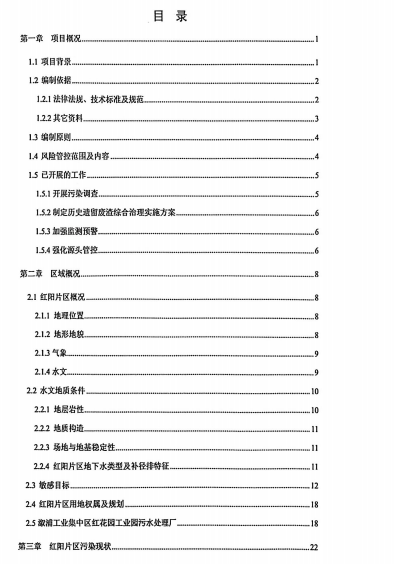 目 录
第一章 项目概况........1
1.1 项目背景........1
1.2 编制依据........2
1.2.1 法律法规、技术标准及规范........2
1.2.2 其它资料........3
1.3 编制原则........4
1.4 风险管控范围及内容........4
1.5 已开展的工作........5
1.5.1 开展污染调查........5
1.5.2 制定历史遗留废渣综合治理实施方案........6
1.5.3 加强监测预警........6
1.5.4 强化源头管控........6
第二章 区域概况........8
2.1 红阳片区概况........8
2.1.1 地理位置........8
2.1.2 地形地貌........8
2.1.3 气象........9
2.1.4 水文........9
2.2 水文地质条件........10
2.2.1 地层岩性........10
2.2.2 地质构造........11
2.2.3 场地与地基稳定性........11
2.2.4 红阳片区地下水类型及补径排特征........11
2.3 敏感目标........12
2.4 红阳片区用地权属及规划........18
2.5 溆浦工业集中区红花园工业园污水处理厂........18
第三章 红阳片区污染现状........22